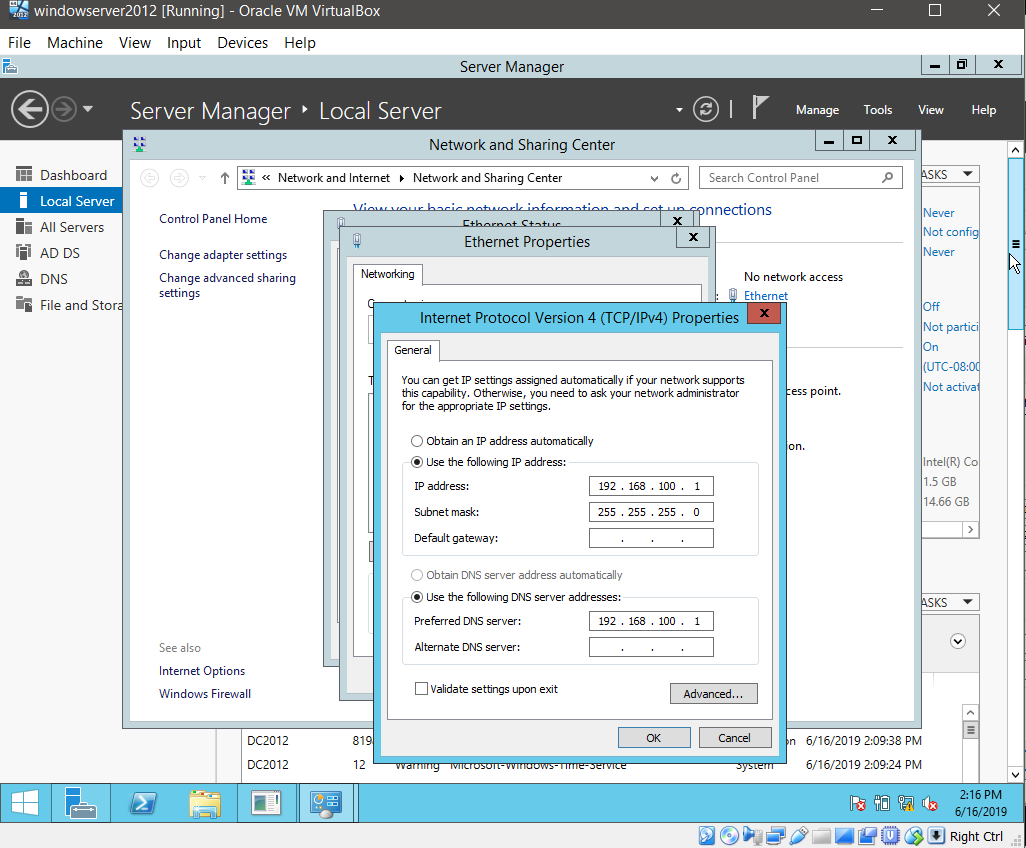 windowserver2012 [Running] - Oracle VM VirtualBox
File Machine View Input Devices Help
Server Manager
Server Manager Local Server
Manage Tools View Help
Dashboard
Local Server
All Servers
AD DS
DNS
File and Stora
Network and Sharing Center
« Network and Internet Network and Sharing Center
Search Control Panel
Control Panel Home
Change adapter settings
Change advanced sharing
settings
See also
Internet Options
Windows Firewall
View your basic network information and set up connections
No network access
Ethernet
cess point.
on.
Ethernet Status
Ethernet Properties
Networking
Internet Protocol Version 4 (TCP/IPv4) Properties
General
You can get IP settings assigned automatically if your network supports
this capability. Otherwise, you need to ask your network administrator
for the appropriate IP settings.
Obtain an IP address automatically
Use the following IP address:
IP address: 192 . 168 . 100 . 1
Subnet mask: 255 . 255 . 255 . 0
Default gateway: . . .
Obtain DNS server address automatically
Use the following DNS server addresses:
Preferred DNS server: 192 . 168 . 100 . 1
Alternate DNS server: . . .
Validate settings upon exit
Advanced...
OK Cancel
ASKS
Never
Not config
Never
Off
Not partici
On
(UTC-08:00
Not activat
Intel(R) Co
1.5 GB
14.66 GB
ASKS
DC2012 819 on 6/16/2019 2:09:38 PM
DC2012 12 Warning Microsoft-Windows-Time-Service System 6/16/2019 2:09:24 PM
2:16 PM
6/16/2019
Right Ctrl